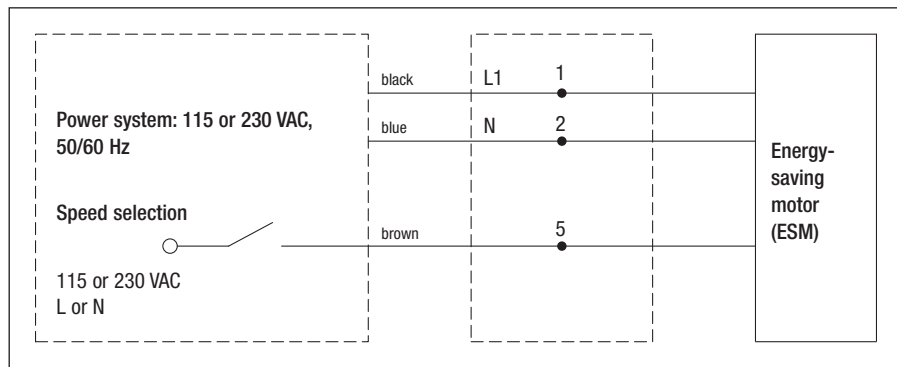 black
L1
1
Power system: 115 or 230 VAC,
50/60 Hz
blue
N
2
Energy-
saving
motor
(ESM)
Speed selection
brown
5
115 or 230 VAC
L or N